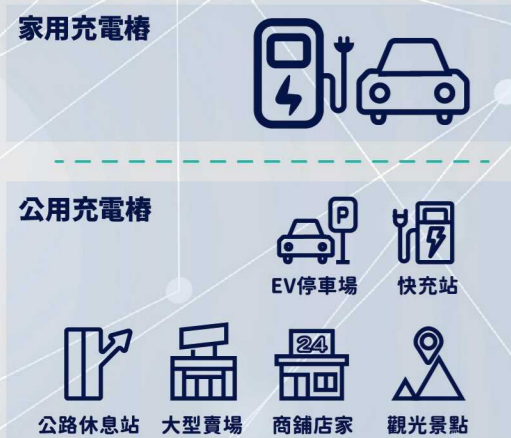 家用充電樁
公用充電樁
P
EV停車場
快充站
24
公路休息站
大型賣場
商舖店家
觀光景點